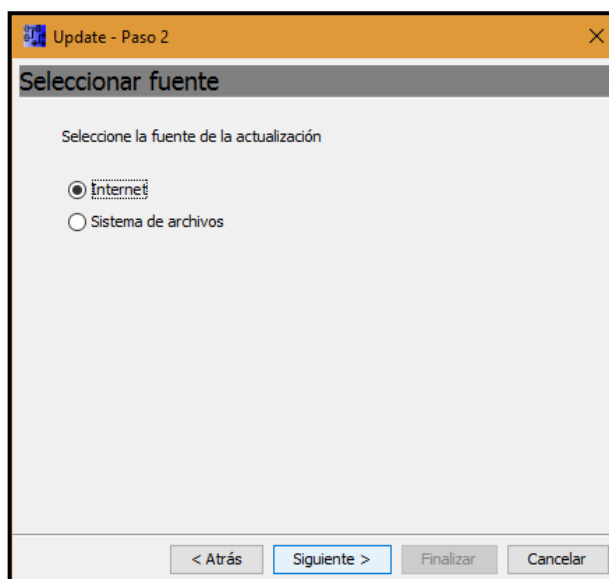 Update - Paso 2
Seleccionar fuente
Seleccione la fuente de la actualización
Internet
Sistema de archivos
< Atrás
Siguiente >
Finalizar
Cancelar